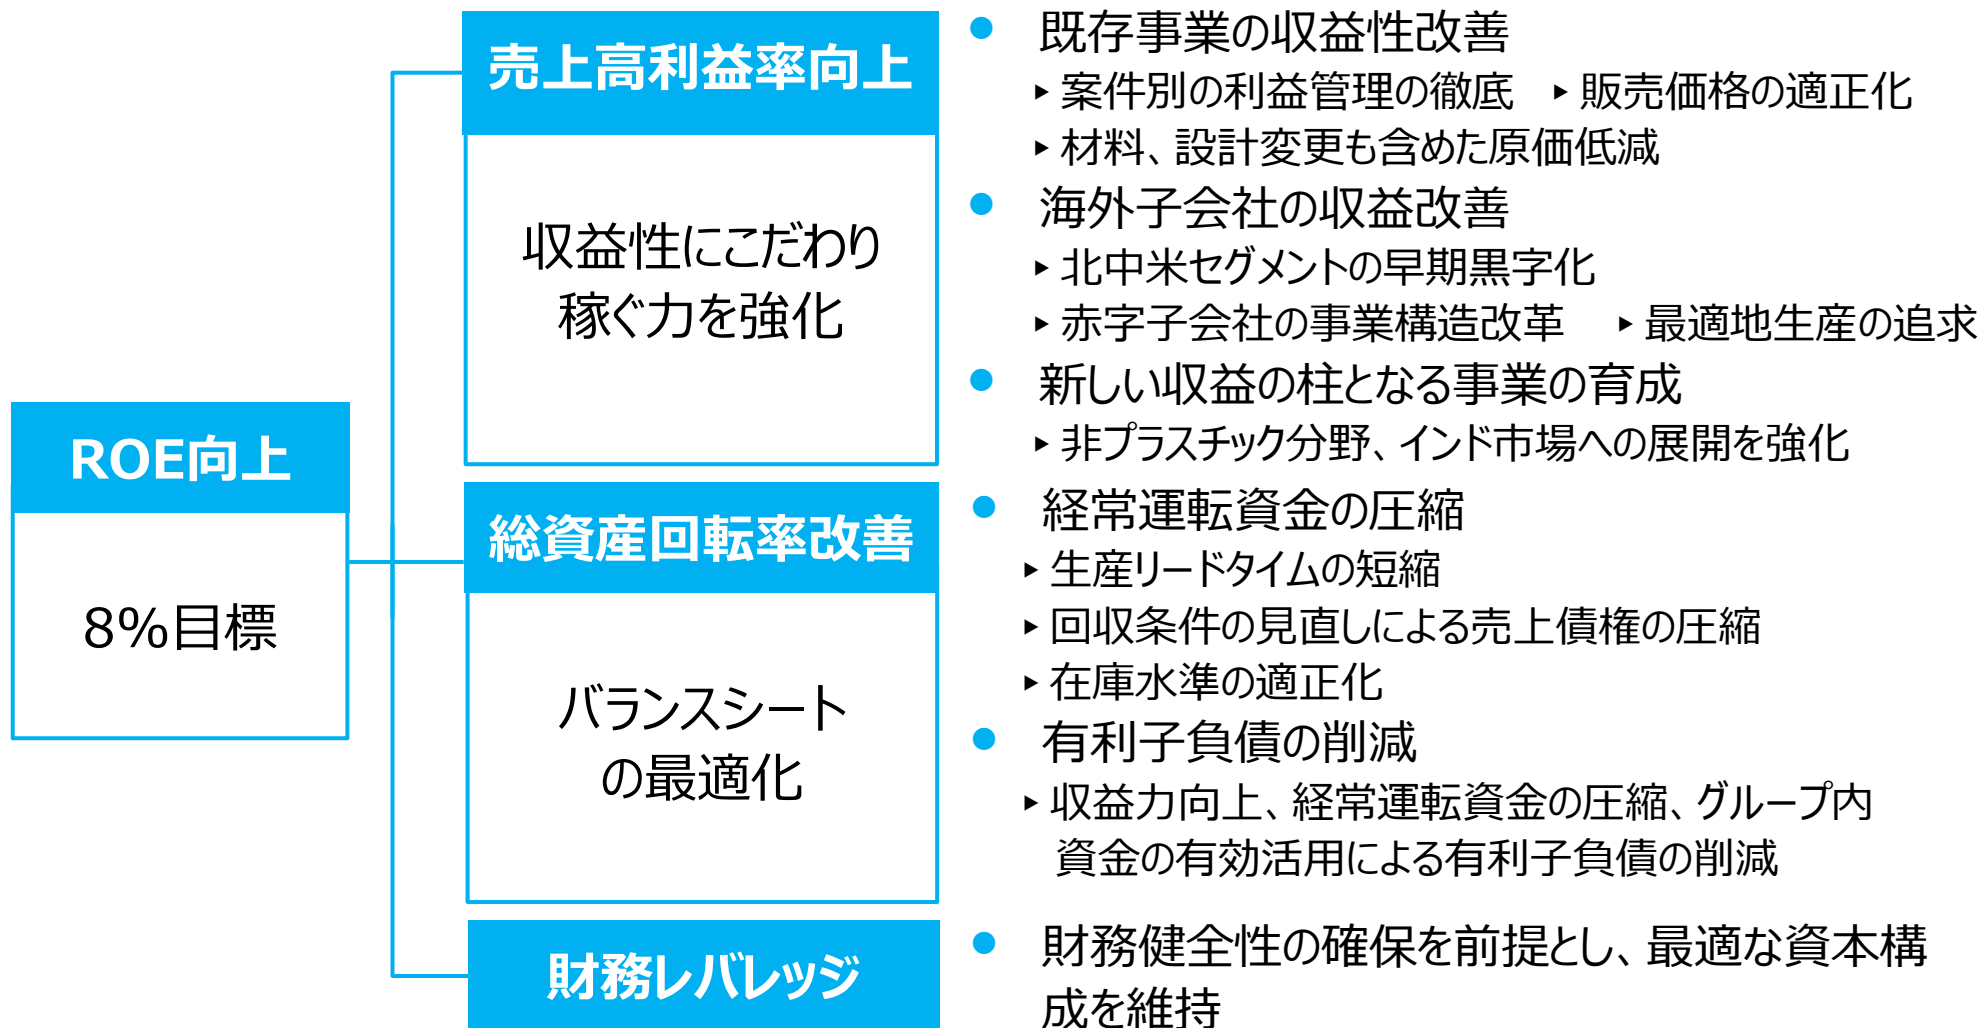 ROE向上
8%目標
売上高利益率向上
収益性にこだわり
稼ぐ力を強化
● 既存事業の収益性改善
▸案件別の利益管理の徹底 ▸販売価格の適正化
▸材料、設計変更も含めた原価低減
● 海外子会社の収益改善
▸北中米セグメントの早期黒字化
▸赤字子会社の事業構造改革 ▸最適地生産の追求
● 新しい収益の柱となる事業の育成
▸非プラスチック分野、インド市場への展開を強化
総資産回転率改善
バランスシート
の最適化
● 経常運転資金の圧縮
▸生産リードタイムの短縮
▸回収条件の見直しによる売上債権の圧縮
▸在庫水準の適正化
● 有利子負債の削減
▸収益力向上、経常運転資金の圧縮、グループ内
資金の有効活用による有利子負債の削減
財務レバレッジ
● 財務健全性の確保を前提とし、最適な資本構
成を維持